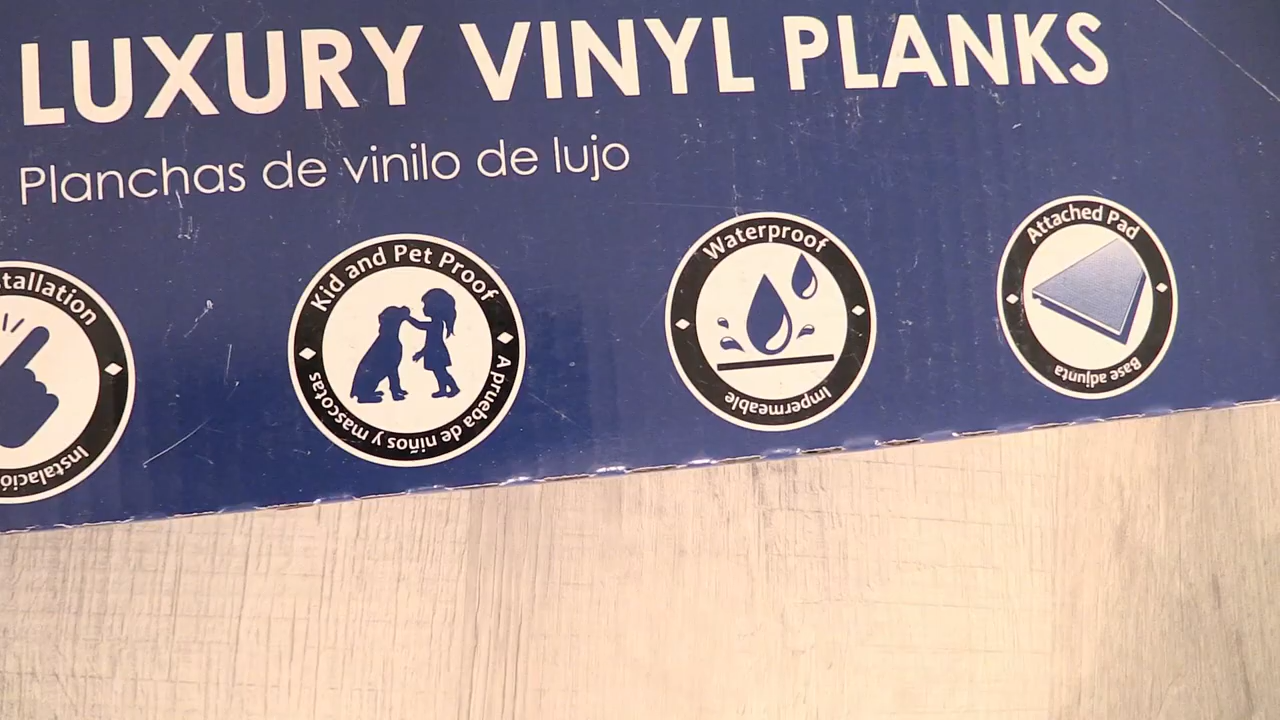 LUXURY VINYL PLANKS
Planchas de vinilo de lujo
tallation
Instalació
Kid and Pet Proof
A prueba de niños y mascotas
Waterproof
Impermeable
Attached Pad
Base adjunta